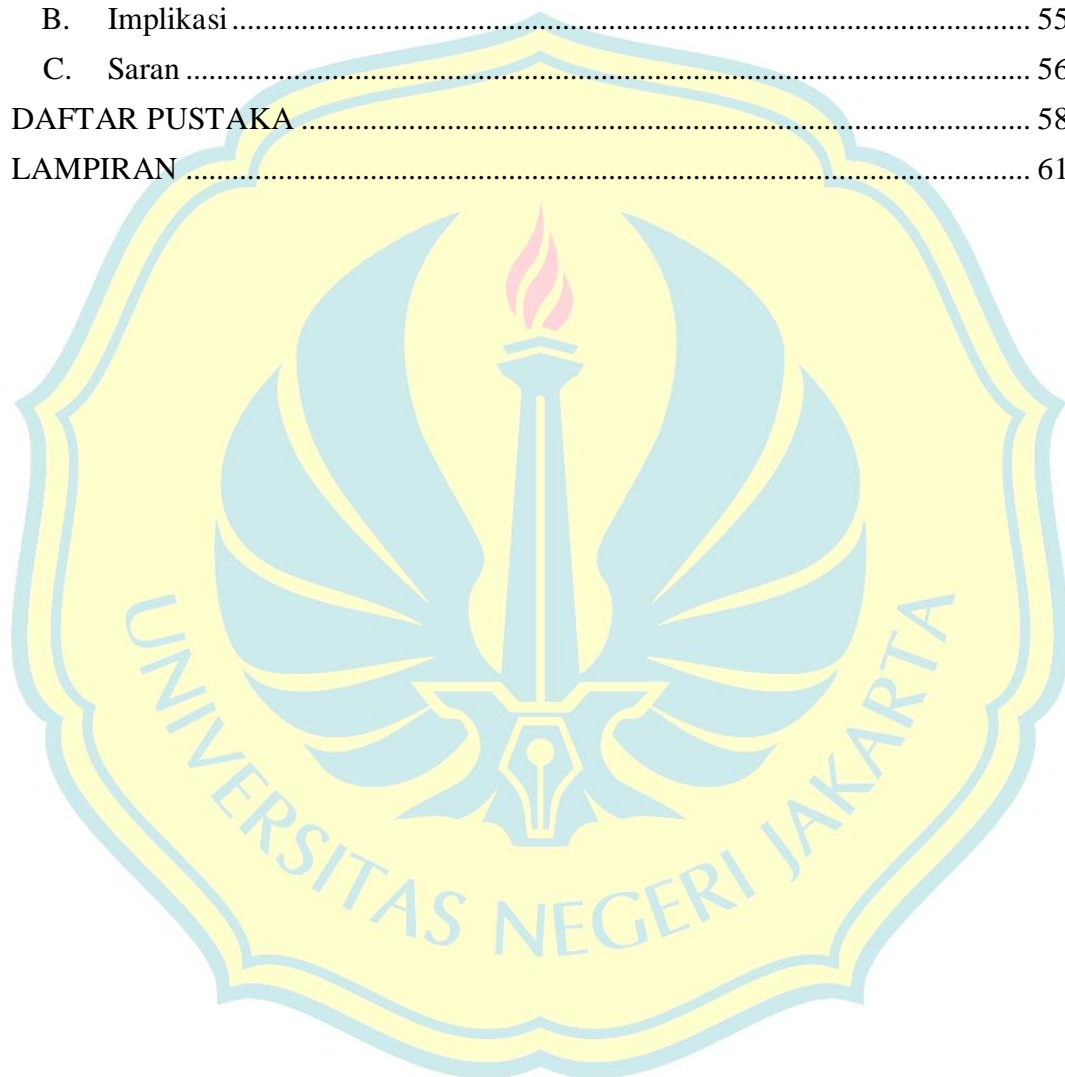 B. Implikasi ........................................................................................................ 55
C. Saran .............................................................................................................. 56
DAFTAR PUSTAKA ............................................................................................... 58
LAMPIRAN ............................................................................................................ 61
UNIVERSITAS NEGERI JAKARTA